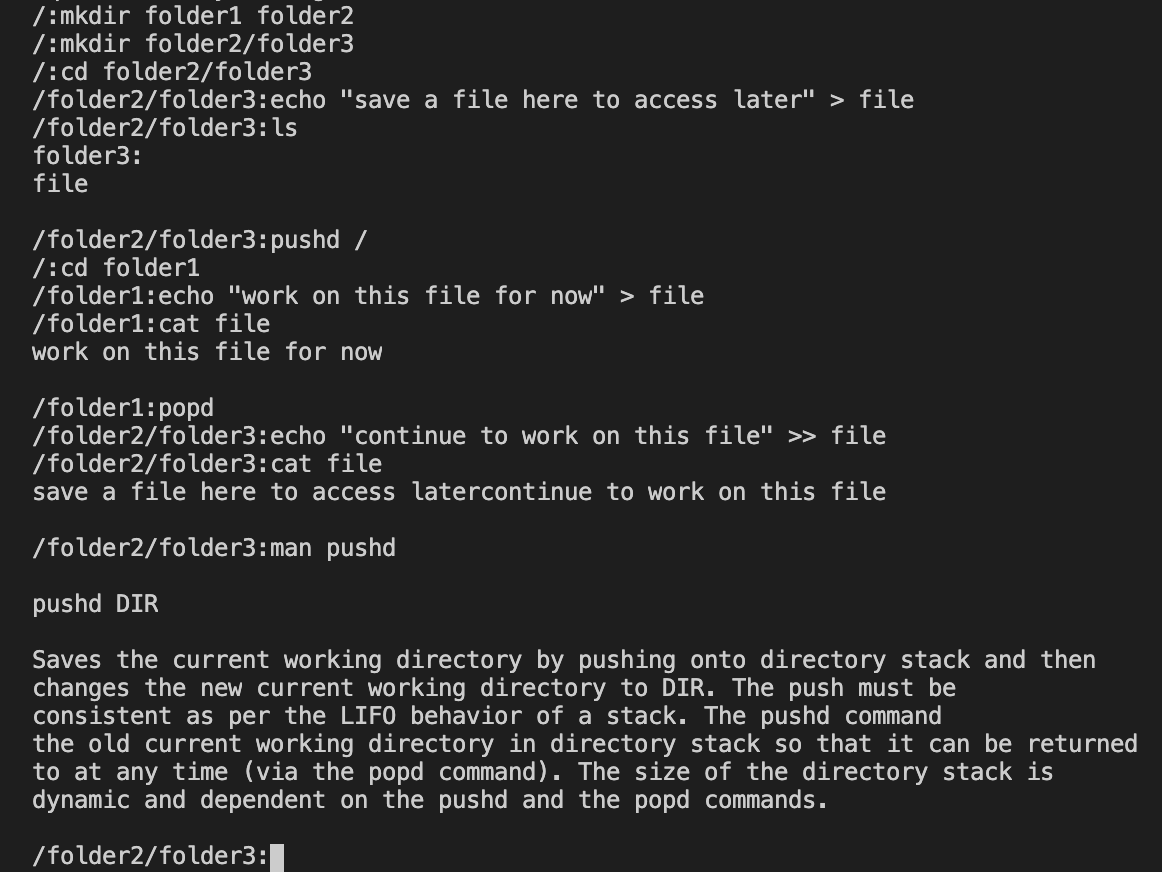 /:mkdir folder1 folder2
/:mkdir folder2/folder3
/:cd folder2/folder3
/folder2/folder3:echo "save a file here to access later" > file
/folder2/folder3:ls
folder3:
file
/folder2/folder3:pushd /
/:cd folder1
/folder1:echo "work on this file for now" > file
/folder1:cat file
work on this file for now
/folder1:popd
/folder2/folder3:echo "continue to work on this file" >> file
/folder2/folder3:cat file
save a file here to access latercontinue to work on this file
/folder2/folder3:man pushd
pushd DIR
Saves the current working directory by pushing onto directory stack and then
changes the new current working directory to DIR. The push must be
consistent as per the LIFO behavior of a stack. The pushd command
the old current working directory in directory stack so that it can be returned
to at any time (via the popd command). The size of the directory stack is
dynamic and dependent on the pushd and the popd commands.
/folder2/folder3: